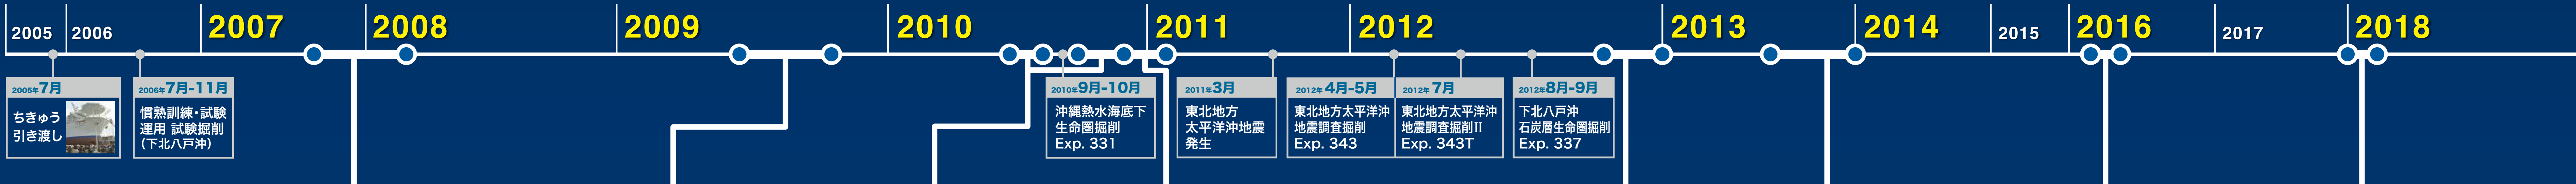 2005
2006
2007
2008
2009
2010
2011
2012
2013
2014
2015
2016
2017
2018
2005年7月
ちきゅう
引き渡し
2006年7月-11月
慣熟訓練・試験
運用 試験掘削
（下北八戸沖）
2010年9月-10月
沖縄熱水海底下
生命圏掘削
Exp. 331
2011年3月
東北地方
太平洋沖地震
発生
2012年4月-5月
東北地方太平洋沖
地震調査掘削
Exp. 343
2012年7月
東北地方太平洋沖
地震調査掘削II
Exp. 343T
2012年8月-9月
下北八戸沖
石炭層生命圏掘削
Exp. 337